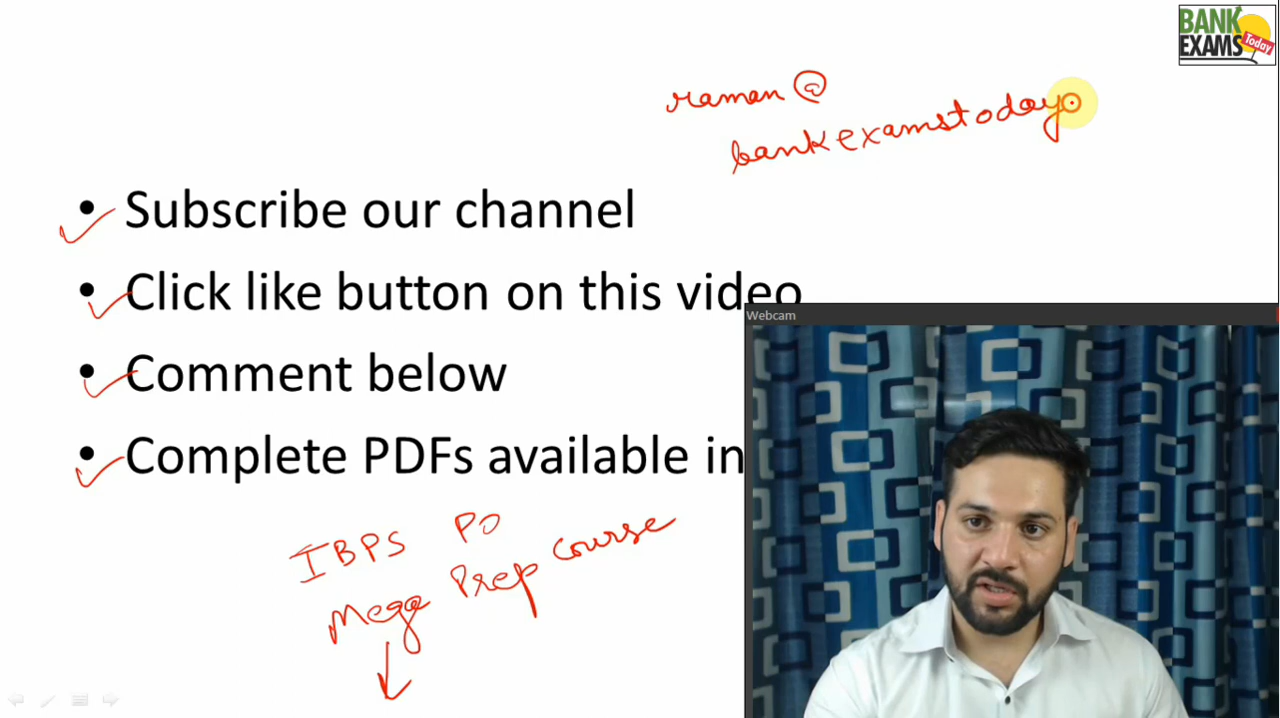 BANK
EXAMS Today
raman @
bankexamstoday
• Subscribe our channel
• Click like button on this video
Webcam
• Comment below
• Complete PDFs available in
IBPS PO
Mega Prep Course